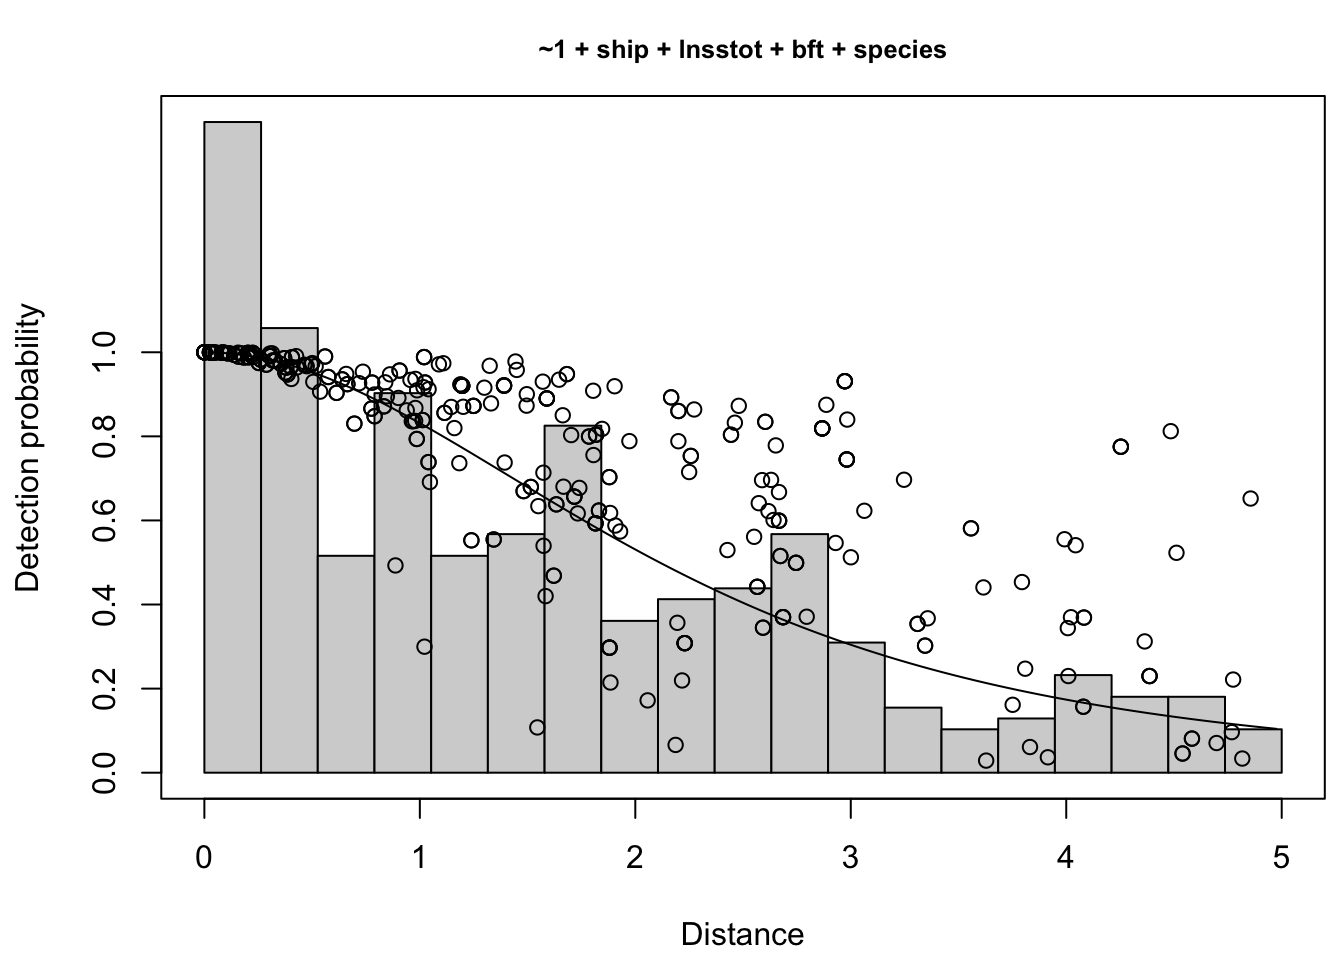 ~1 + ship + lnsstot + bft + species
Detection probability
1.0
0.8
0.6
0.4
0.2
0.0
0 1 2 3 4 5
Distance